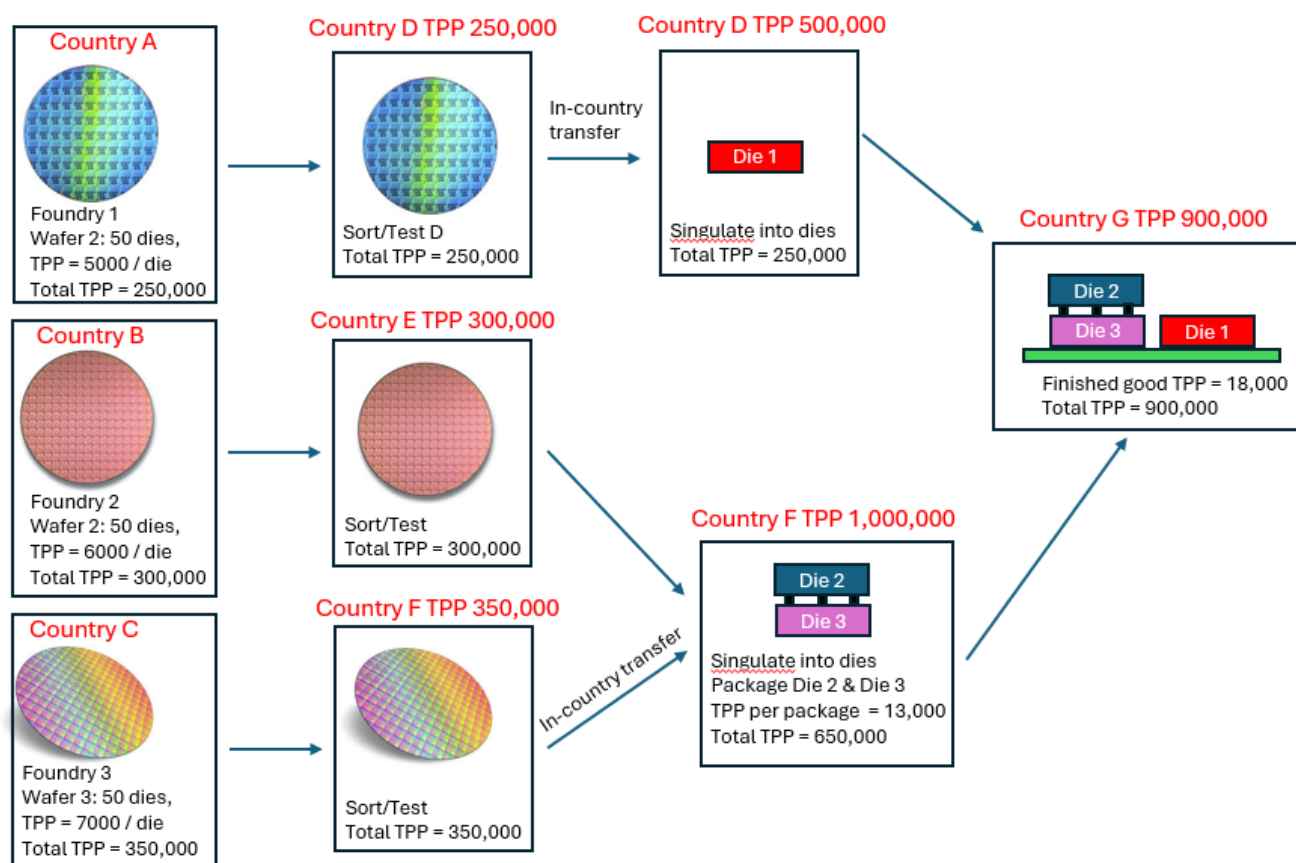 Country A
Foundry 1
Wafer 2: 50 dies,
TPP = 5000 / die
Total TPP = 250,000
Country D TPP 250,000
Sort/Test D
Total TPP = 250,000
In-country
transfer
Country D TPP 500,000
Die 1
Singulate into dies
Total TPP = 250,000
Country B
Foundry 2
Wafer 2: 50 dies,
TPP = 6000 / die
Total TPP = 300,000
Country E TPP 300,000
Sort/Test
Total TPP = 300,000
Country C
Foundry 3
Wafer 3: 50 dies,
TPP = 7000 / die
Total TPP = 350,000
Country F TPP 350,000
Sort/Test
Total TPP = 350,000
In-country transfer
Country F TPP 1,000,000
Die 2
Die 3
Singulate into dies
Package Die 2 & Die 3
TPP per package = 13,000
Total TPP = 650,000
Country G TPP 900,000
Die 2
Die 3 Die 1
Finished good TPP = 18,000
Total TPP = 900,000